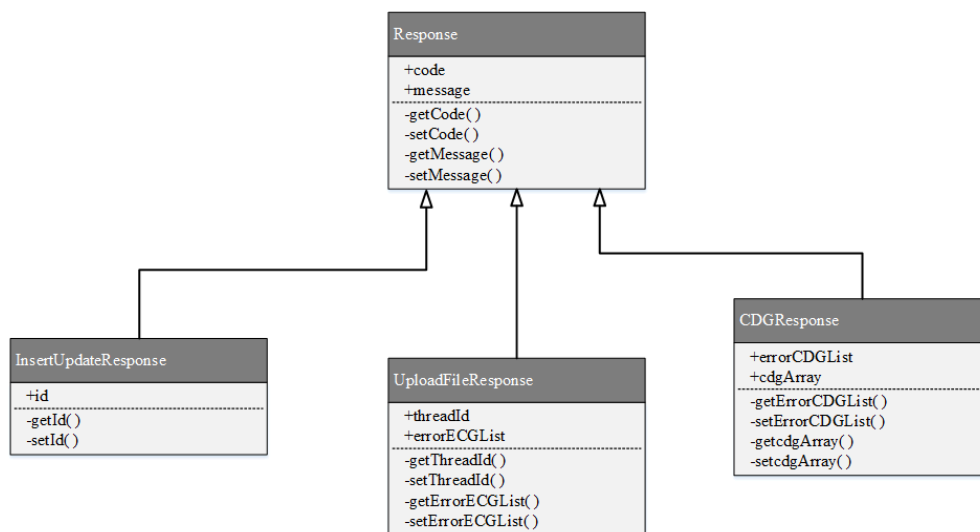 Response
+code
+message
-getCode( )
-setCode( )
-getMessage( )
-setMessage( )
InsertUpdateResponse
+id
-getId( )
-setId( )
UploadFileResponse
+threadId
+errorECGList
-getThreadId( )
-setThreadId( )
-getErrorECGList( )
-setErrorECGList( )
CDGResponse
+errorCDGList
+cdgArray
-getErrorCDGList( )
-setErrorCDGList( )
-getcdgArray( )
-setcdgArray( )